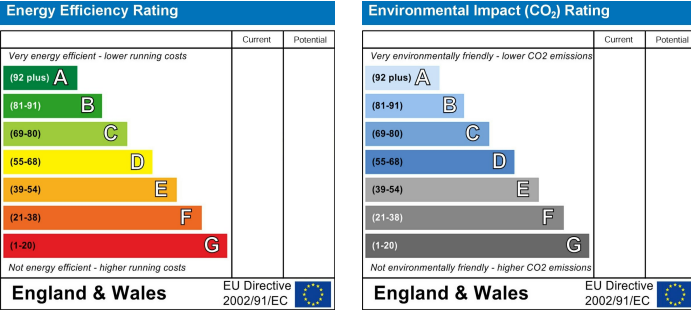 Energy Efficiency Rating
Current Potential
Very energy efficient - lower running costs
(92 plus) A
(81-91) B
(69-80) C
(55-68) D
(39-54) E
(21-38) F
(1-20) G
Not energy efficient - higher running costs
England & Wales
EU Directive
2002/91/EC
Environmental Impact (CO₂) Rating
Current Potential
Very environmentally friendly - lower CO2 emissions
(92 plus) A
(81-91) B
(69-80) C
(55-68) D
(39-54) E
(21-38) F
(1-20) G
Not environmentally friendly - higher CO2 emissions
England & Wales
EU Directive
2002/91/EC